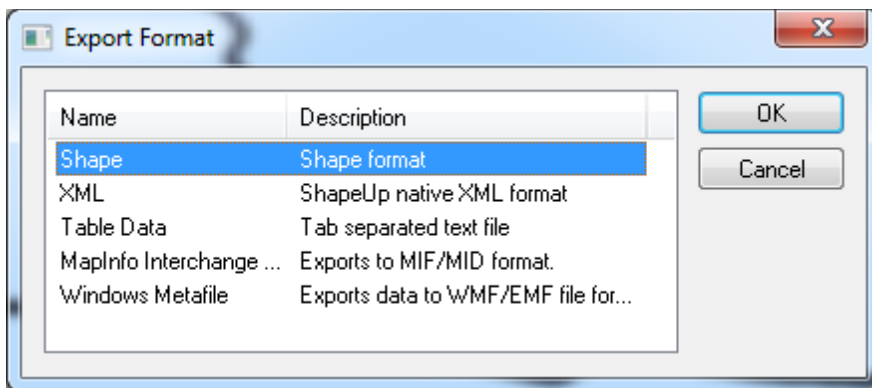 Export Format
Name Description
Shape Shape format
XML ShapeUp native XML format
Table Data Tab separated text file
MapInfo Interchange ... Exports to MIF/MID format.
Windows Metafile Exports data to WMF/EMF file for...
OK
Cancel